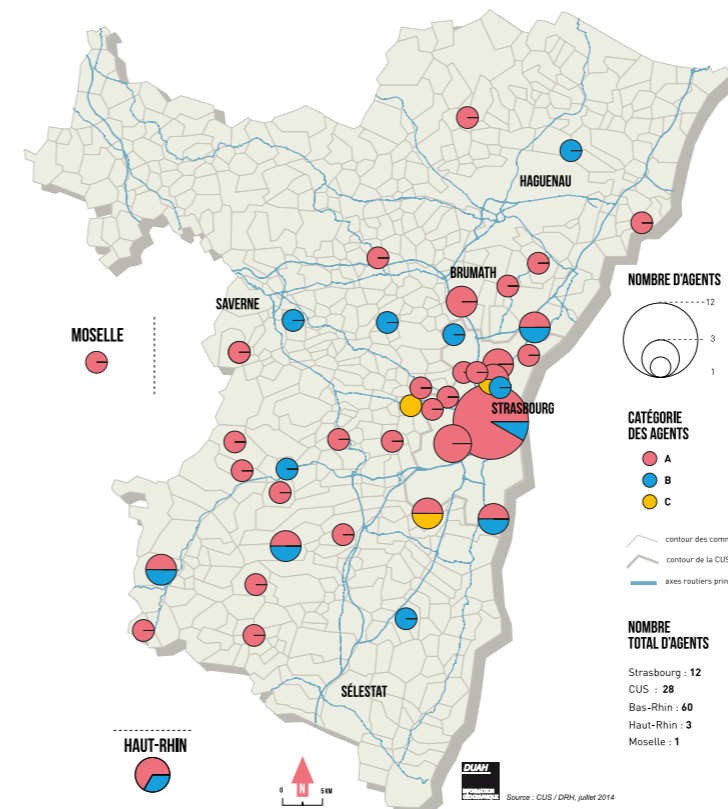 HAGUENAU
BRUMATH
SAVERNE
MOSELLE
STRASBOURG
SÉLESTAT
HAUT-RHIN
NOMBRE D'AGENTS
12
3
1
CATÉGORIE
DES AGENTS
A
B
C
contour des comm
contour de la CUS
axes routiers prin
NOMBRE
TOTAL D'AGENTS
Strasbourg : 12
CUS : 28
Bas-Rhin : 60
Haut-Rhin : 3
Moselle : 1
N
0 5 KM
DUAH
Source : CUS / DRH, juillet 2014